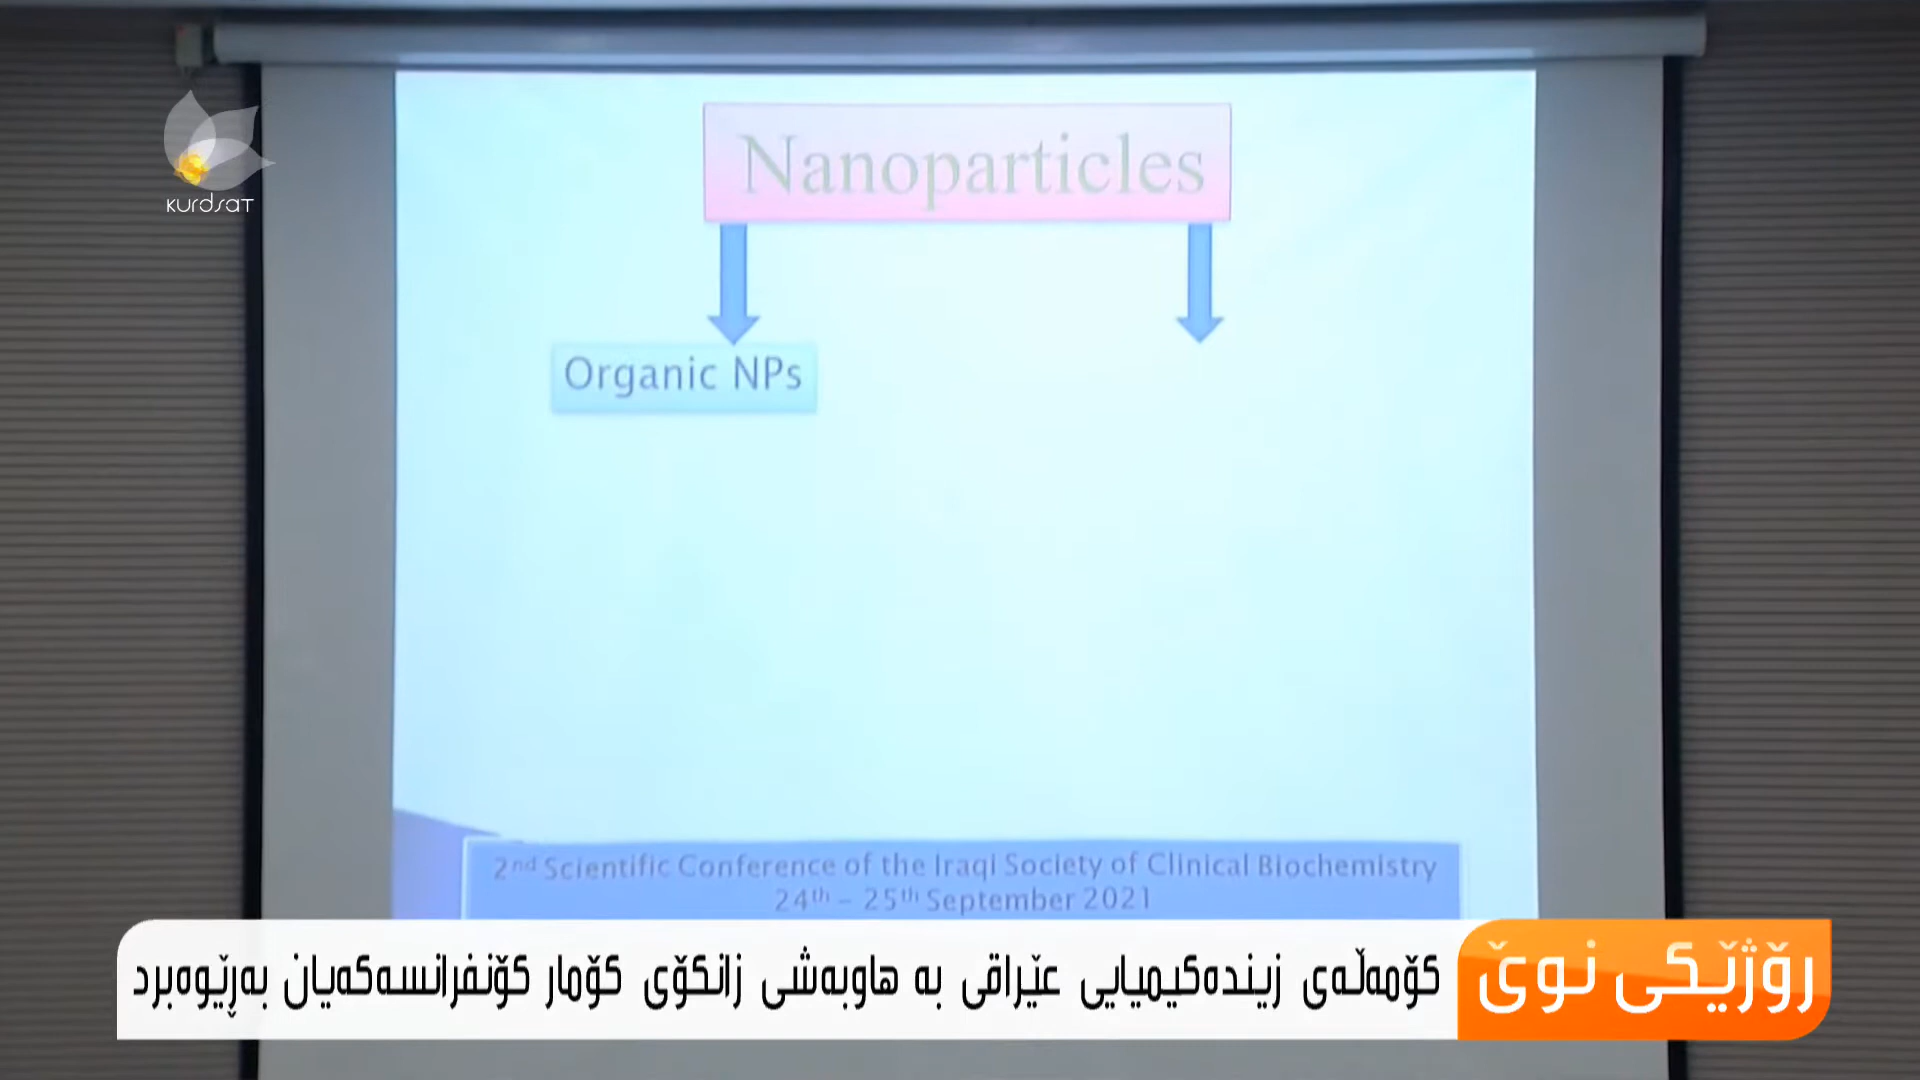 Nanoparticles
KurdSat
Organic NPs
2nd Scientific Conference of the Iraqi Society of Clinical Biochemistry
24th – 25th September 2021
رۆژێکی نوێ
کۆمەڵەی زیندەکیمیایی عێراقی بە هاوبەشی زانکۆی کۆمار کۆنفرانسەکەیان بەڕێوەبرد